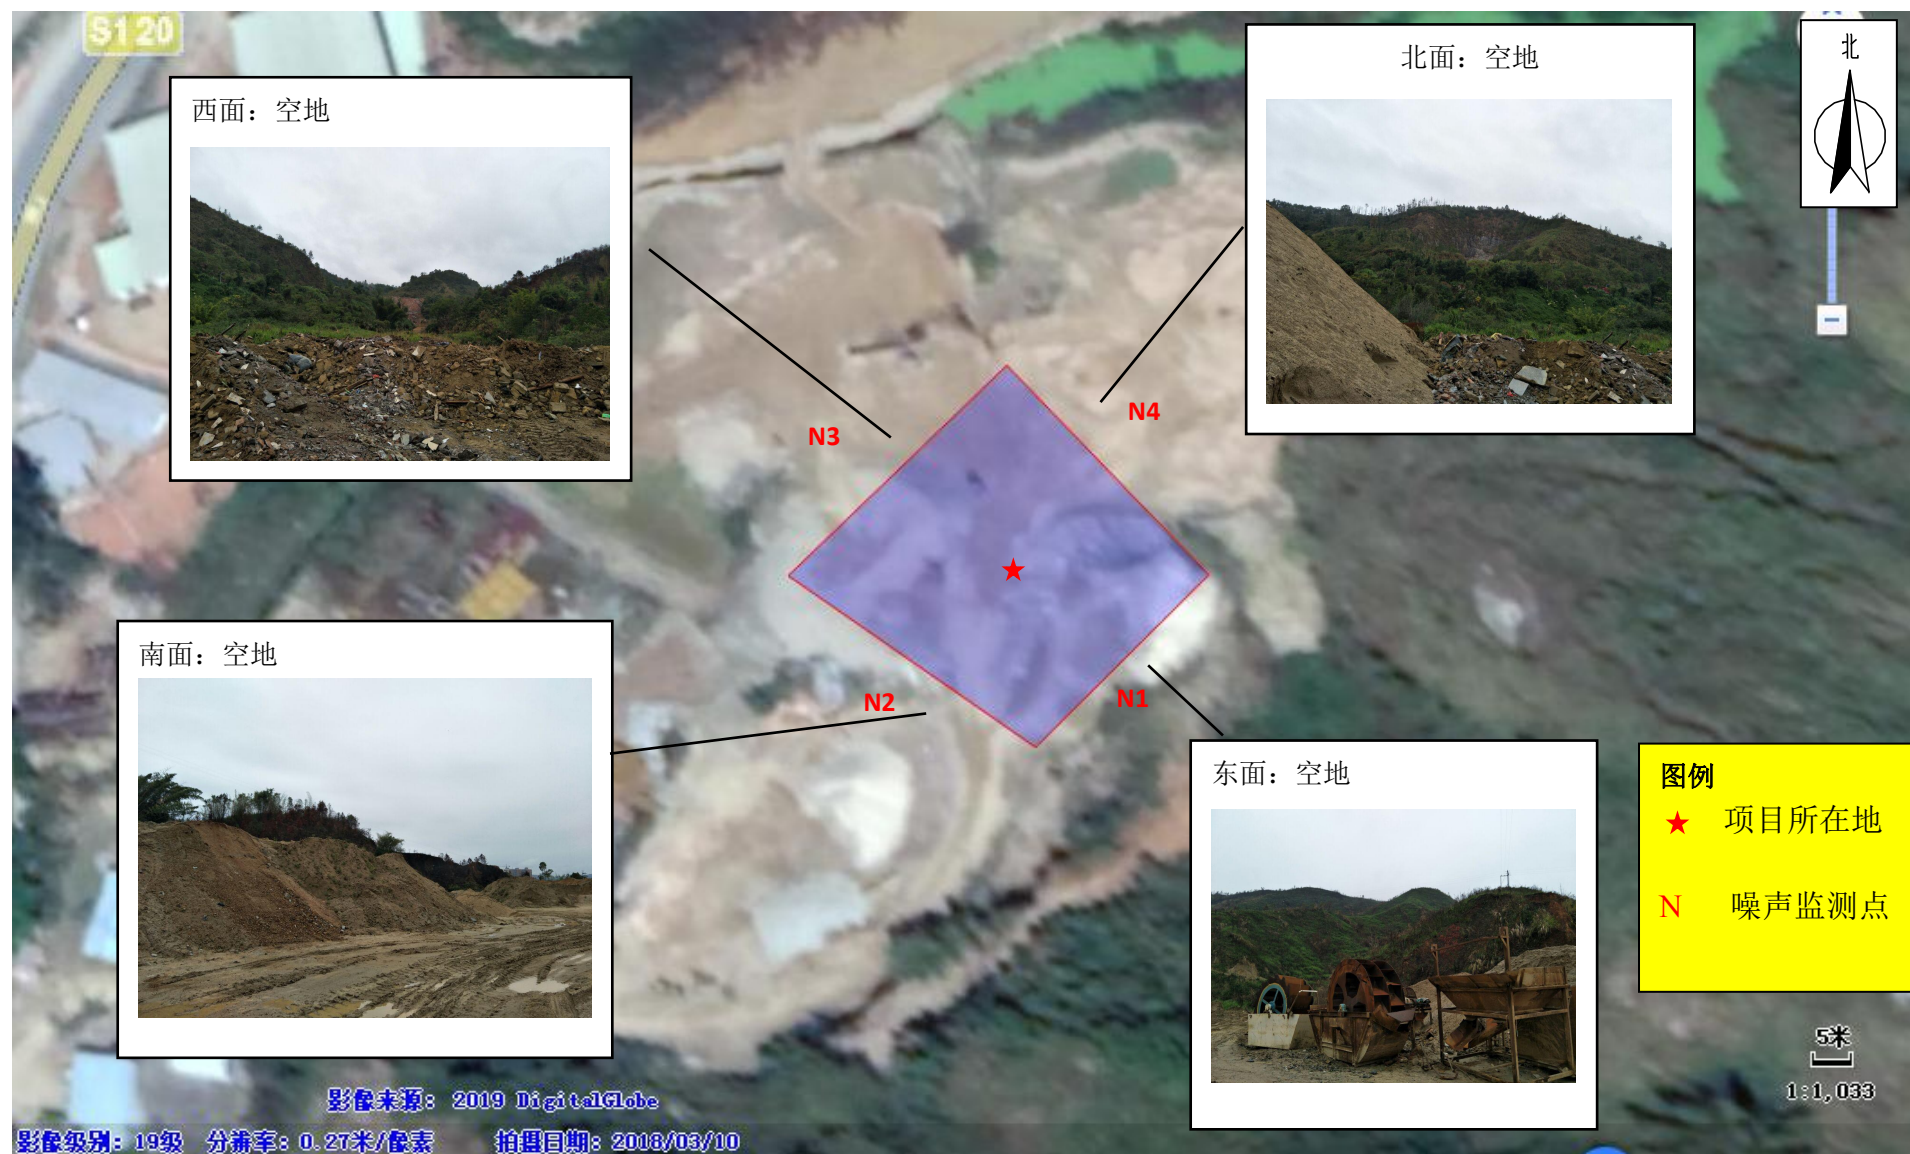 S120
北面：空地
北
西面：空地
N3
N4
N2
N1
南面：空地
东面：空地
图例
★ 项目所在地
N 噪声监测点
5米
1:1,033
影像来源：2019 DigitalGlobe
影像级别：19级 分辨率：0.27米/像素 拍摄日期：2018/03/10